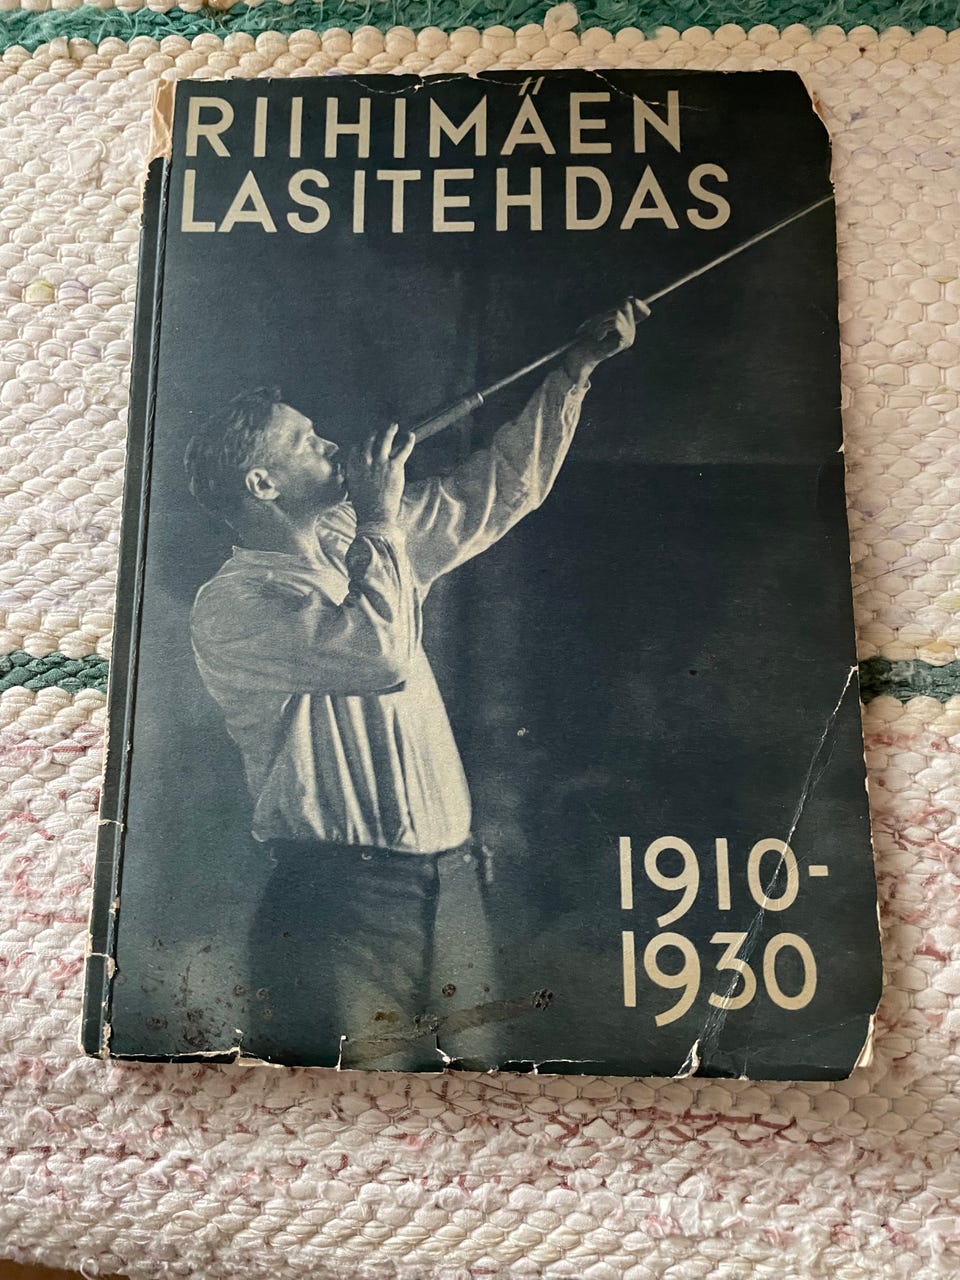 RIIHIMÄEN
LASITEHDAS
1910-
1930